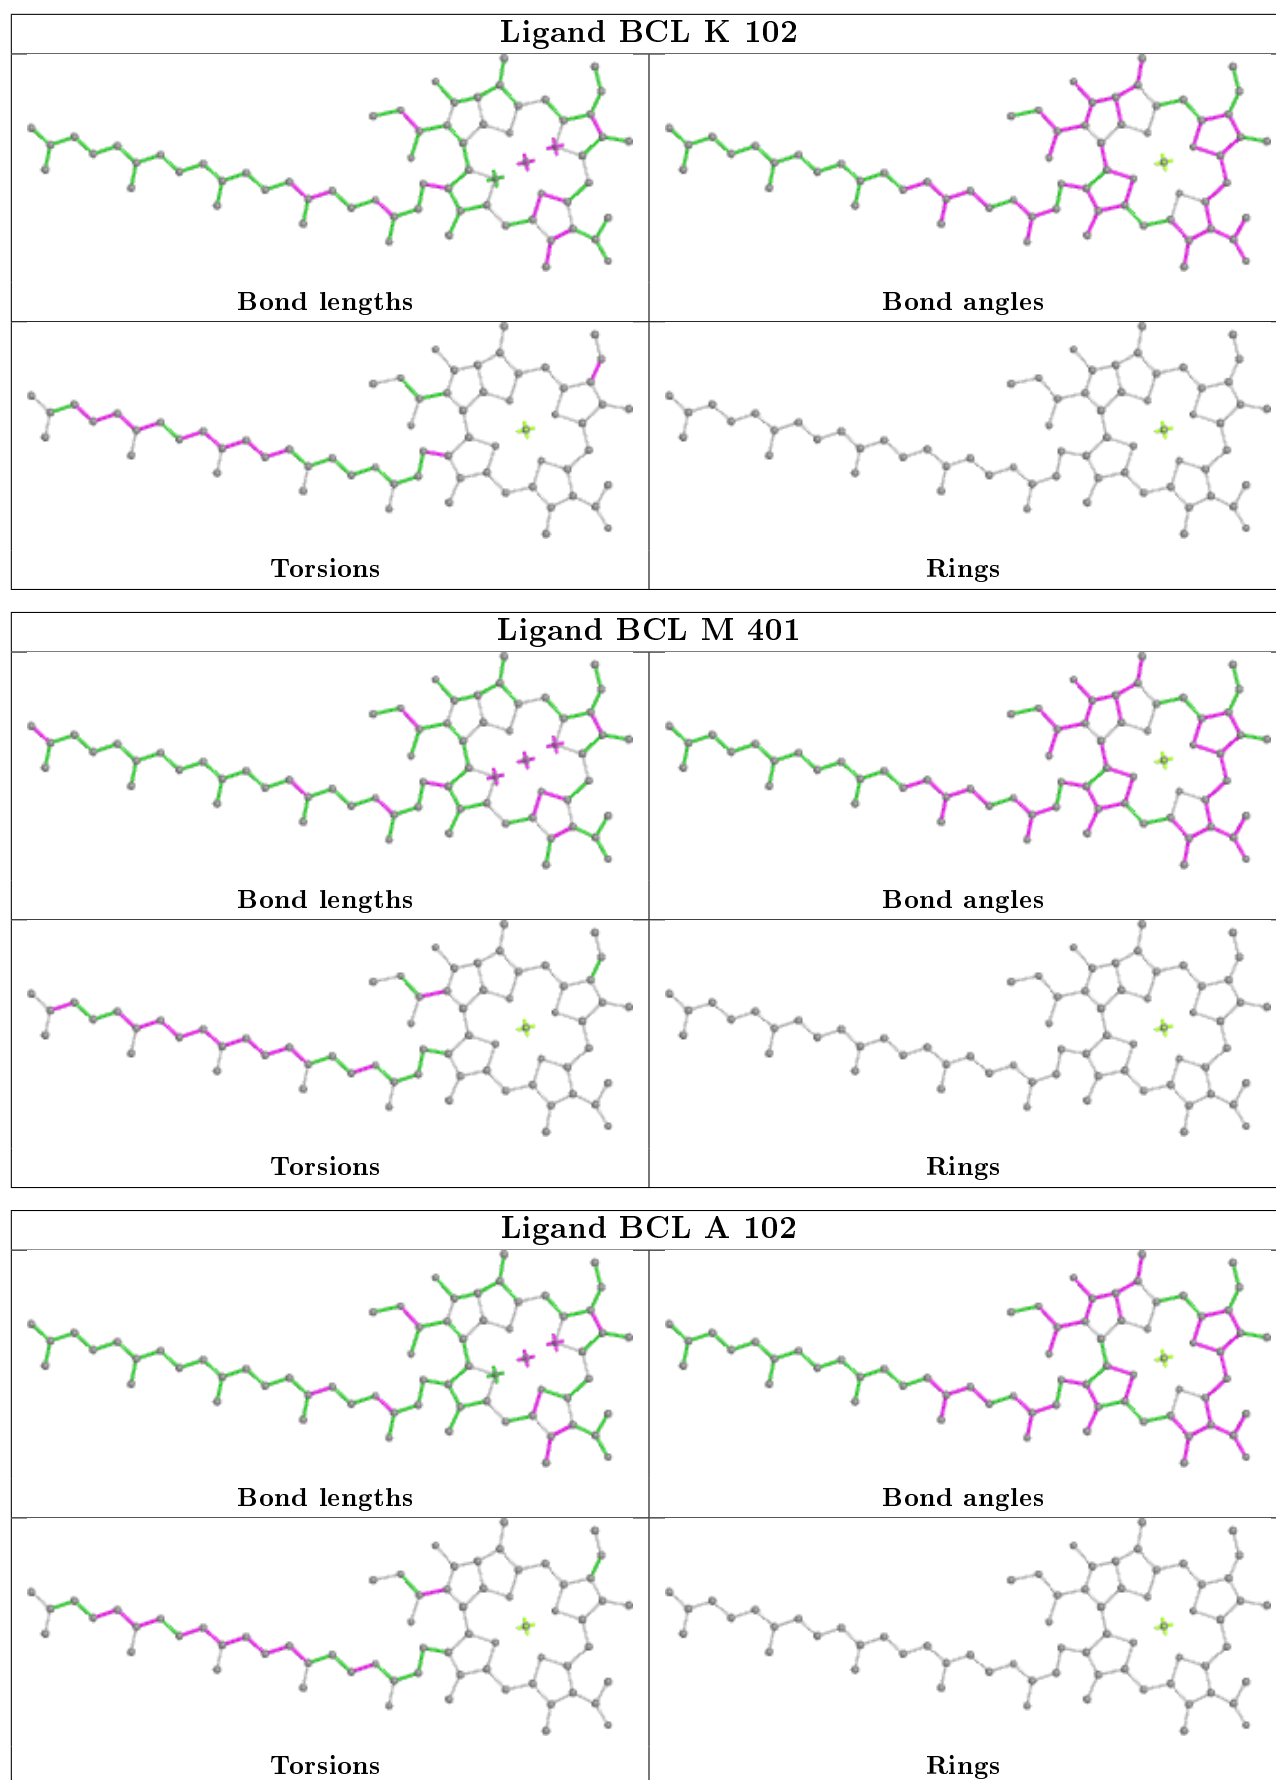 Ligand BCL K 102
Bond lengths
Bond angles
Torsions
Rings
Ligand BCL M 401
Bond lengths
Bond angles
Torsions
Rings
Ligand BCL A 102
Bond lengths
Bond angles
Torsions
Rings